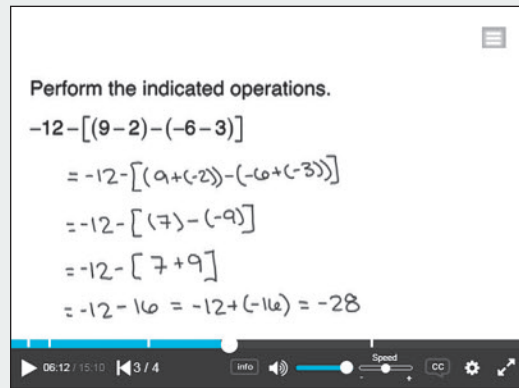 Perform the indicated operations.
−12−[(9−2)−(−6−3)]
= -12-[(9+(-2))-(-6+(-3))]
= -12-[(7)-(-9)]
= -12-[7+9]
= -12-16 = -12+(-16) = -28
06:12 / 15:10 3 / 4 info Speed - + CC